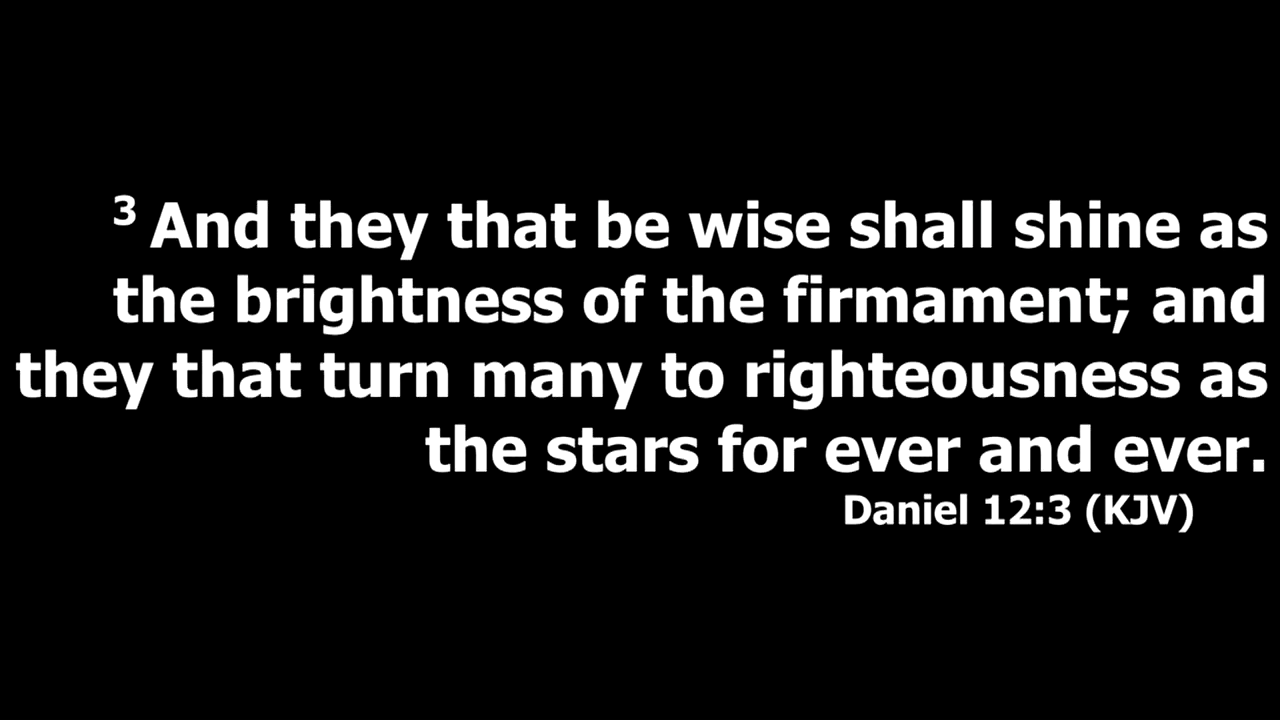 3 And they that be wise shall shine as
the brightness of the firmament; and
they that turn many to righteousness as
the stars for ever and ever.
Daniel 12:3 (KJV)